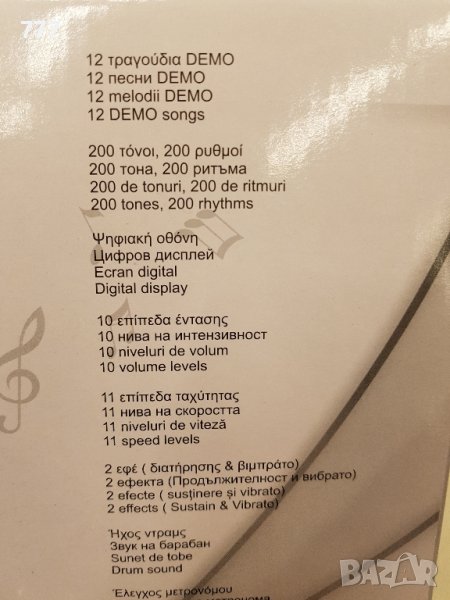 77
12 τραγούδια DEMO
12 песни DEMO
12 melodii DEMO
12 DEMO songs
200 τόνοι, 200 ρυθμοί
200 тона, 200 ритъма
200 de tonuri, 200 de ritmuri
200 tones, 200 rhythms
Ψηφιακή οθόνη
Цифров дисплей
Ecran digital
Digital display
10 επίπεδα έντασης
10 нива на интензивност
10 niveluri de volum
10 volume levels
11 επίπεδα ταχύτητας
11 нива на скоростта
11 niveluri de viteză
11 speed levels
2 εφέ ( διατήρησης & βιμπράτο)
2 ефекта (Продължителност и вибрато)
2 efecte ( susținere și vibrato)
2 effects ( Sustain & Vibrato)
Ήχος ντραμς
Звук на барабан
Sunet de tobe
Drum sound
Έλεγχος μετρονόμου
BAZAR
bg